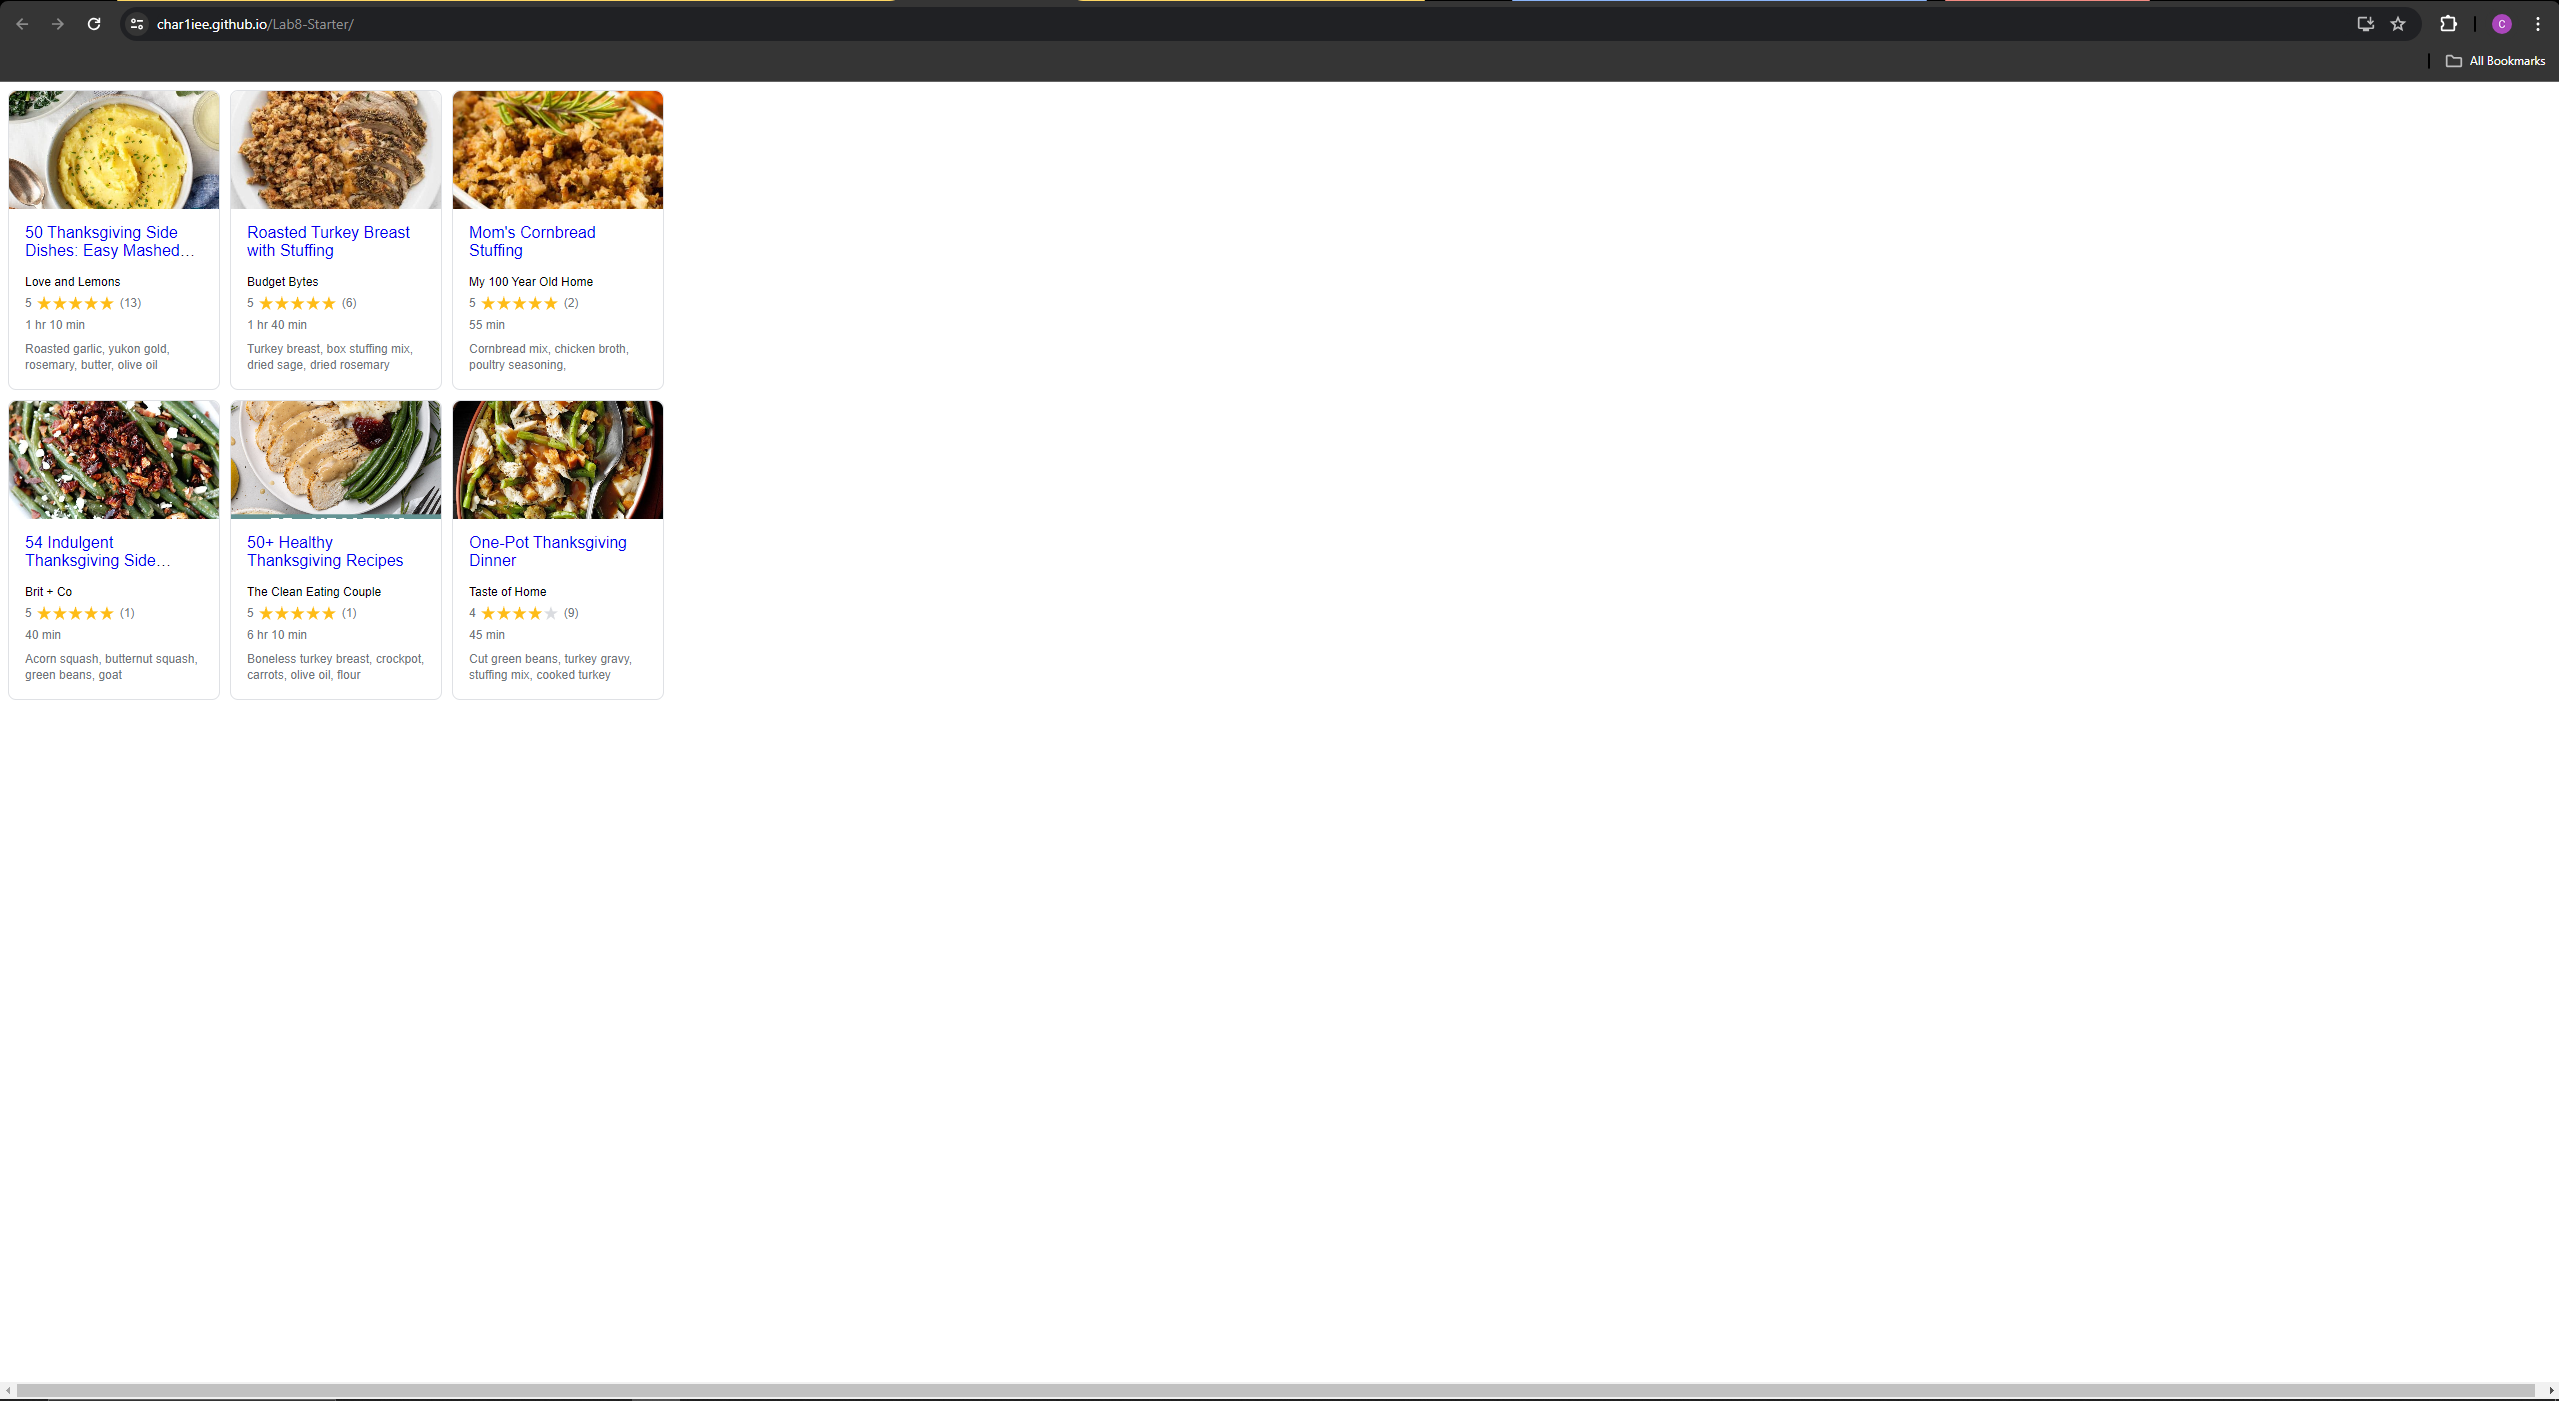 char1iee.github.io/Lab8-Starter/
C
All Bookmarks
50 Thanksgiving Side
Dishes: Easy Mashed...
Love and Lemons
5 ★★★★★ (13)
1 hr 10 min
Roasted garlic, yukon gold,
rosemary, butter, olive oil
Roasted Turkey Breast
with Stuffing
Budget Bytes
5 ★★★★★ (6)
1 hr 40 min
Turkey breast, box stuffing mix,
dried sage, dried rosemary
Mom's Cornbread
Stuffing
My 100 Year Old Home
5 ★★★★★ (2)
55 min
Cornbread mix, chicken broth,
poultry seasoning,
54 Indulgent
Thanksgiving Side...
Brit + Co
5 ★★★★★ (1)
40 min
Acorn squash, butternut squash,
green beans, goat
50+ Healthy
Thanksgiving Recipes
The Clean Eating Couple
5 ★★★★★ (1)
6 hr 10 min
Boneless turkey breast, crockpot,
carrots, olive oil, flour
One-Pot Thanksgiving
Dinner
Taste of Home
4 ★★★★★ (9)
45 min
Cut green beans, turkey gravy,
stuffing mix, cooked turkey